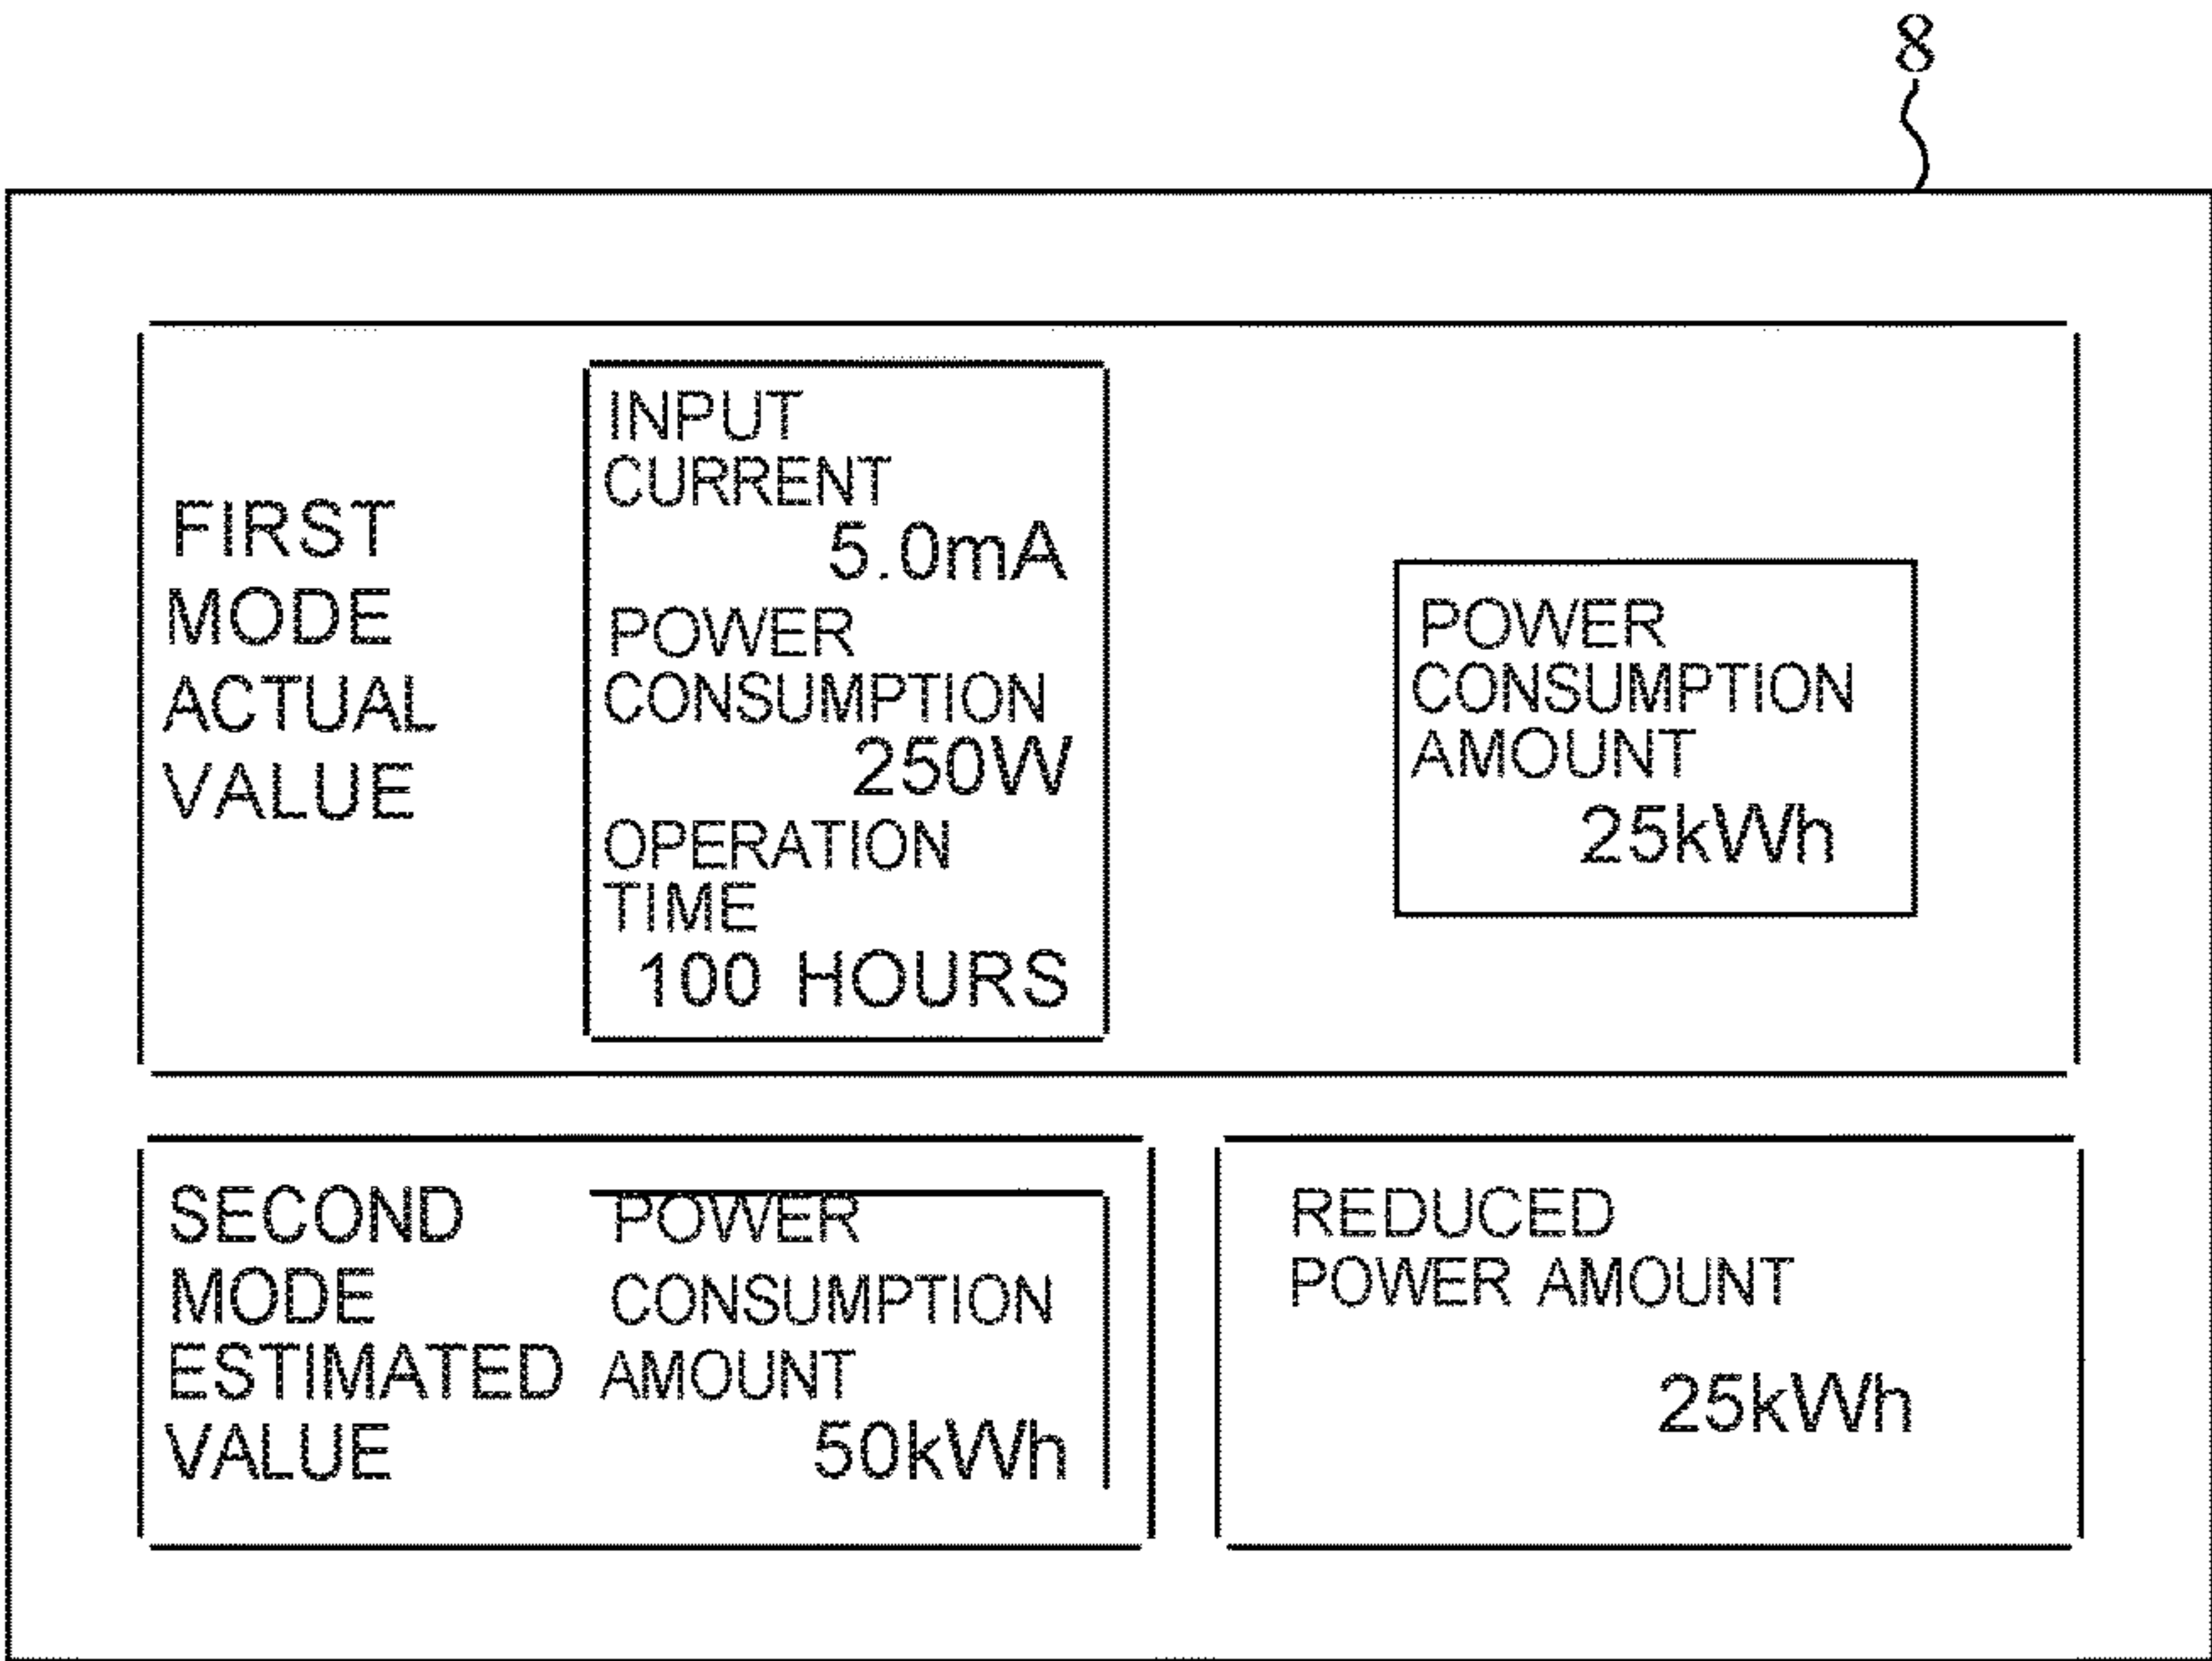 8
FIRST
MODE
ACTUAL
VALUE
INPUT
CURRENT
5.0mA
POWER
CONSUMPTION
250W
OPERATION
TIME
100 HOURS
POWER
CONSUMPTION
AMOUNT
25kWh
SECOND
MODE
ESTIMATED
VALUE
POWER
CONSUMPTION
AMOUNT
50kWh
REDUCED
POWER AMOUNT
25kWh